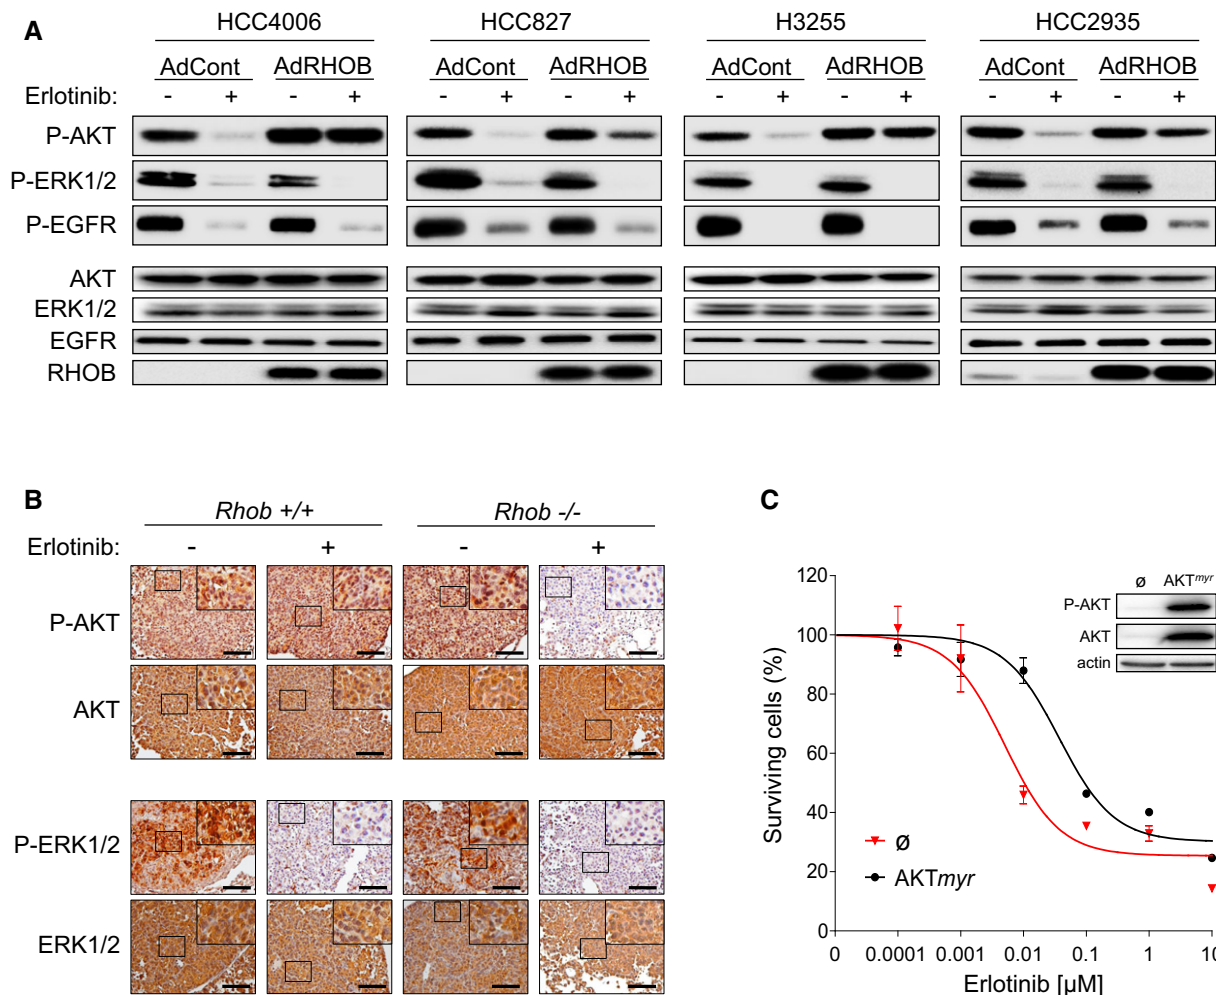 A
HCC4006 HCC827 H3255 HCC2935
AdCont AdRHOB AdCont AdRHOB AdCont AdRHOB AdCont AdRHOB
Erlotinib: - + - + - + - + - + - + - + - +
P-AKT
P-ERK1/2
P-EGFR
AKT
ERK1/2
EGFR
RHOB
B
Rhob +/+ Rhob -/-
Erlotinib: - + - +
P-AKT
AKT
P-ERK1/2
ERK1/2
C
ø AKTmyr
P-AKT
AKT
actin
Surviving cells (%)
120
100
80
60
40
20
0
ø
AKTmyr
0 0.0001 0.001 0.01 0.1 1 10
Erlotinib [µM]